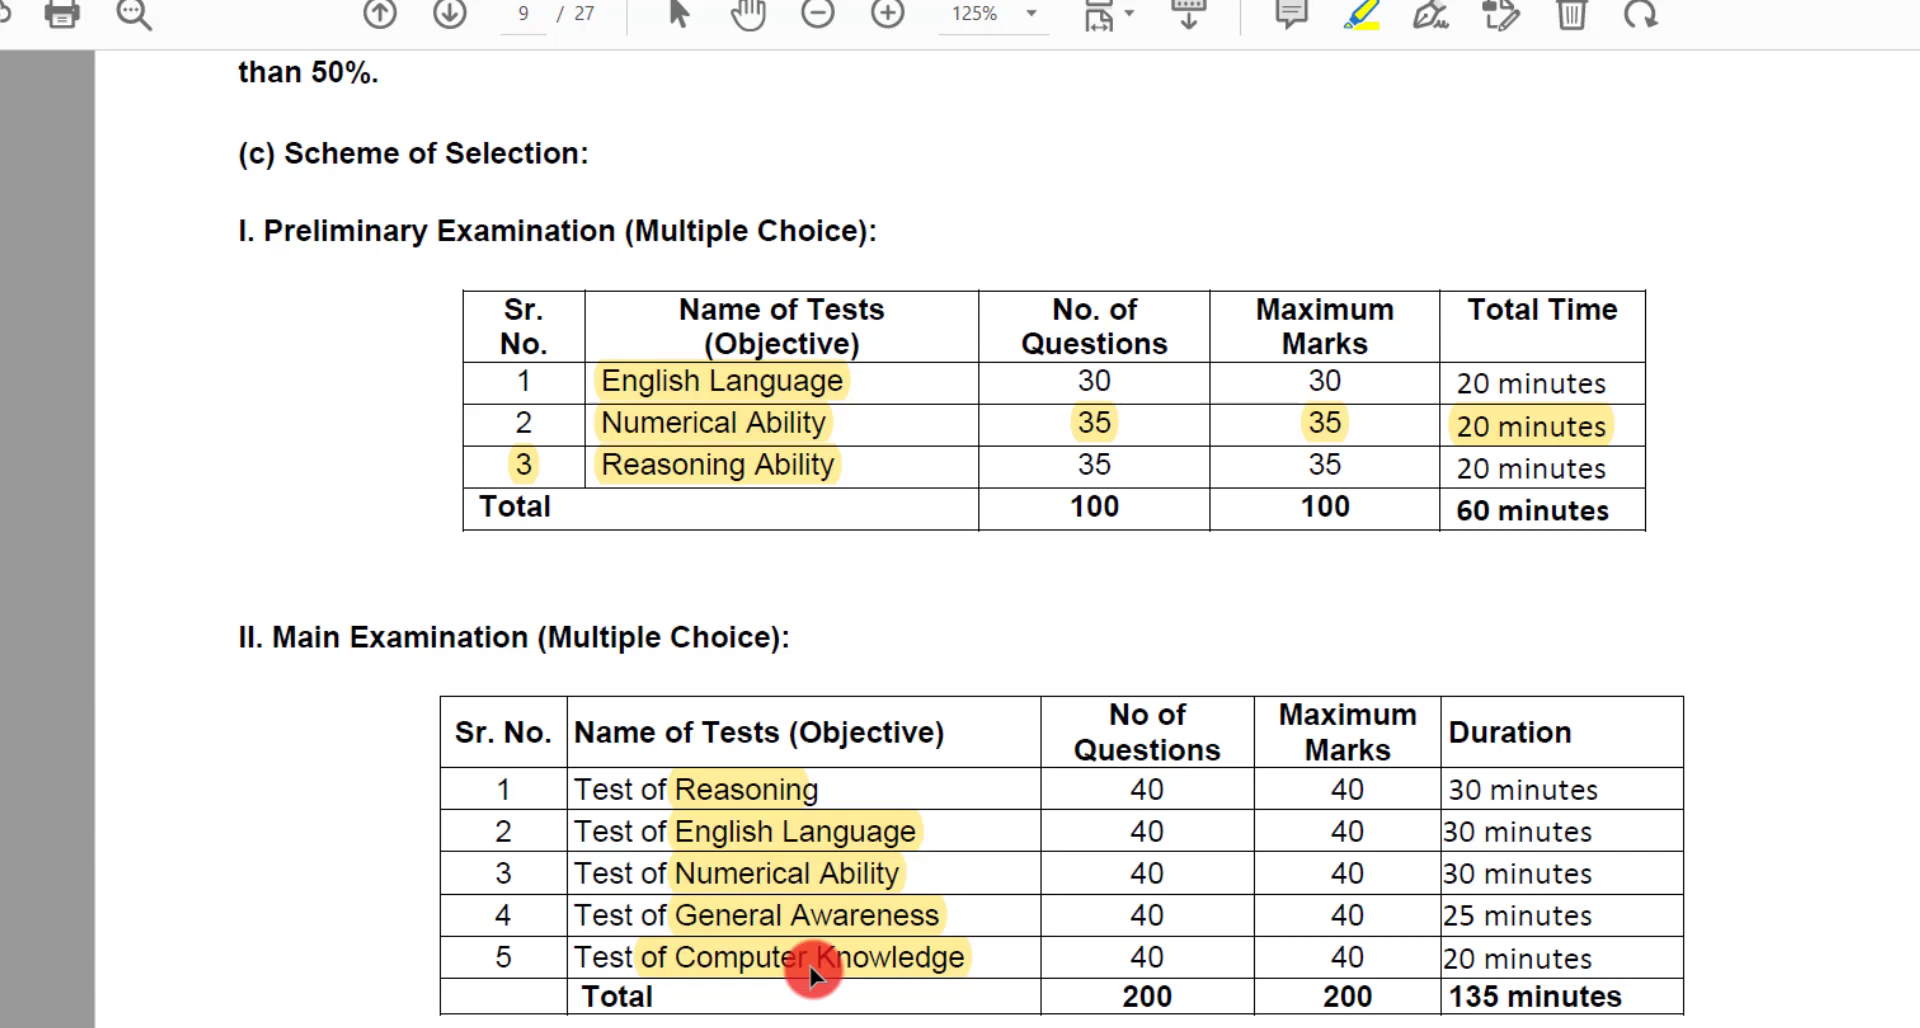 9 / 27 125%
than 50%.
(c) Scheme of Selection:
I. Preliminary Examination (Multiple Choice):
Sr. No. Name of Tests (Objective) No. of Questions Maximum Marks Total Time
1 English Language 30 30 20 minutes
2 Numerical Ability 35 35 20 minutes
3 Reasoning Ability 35 35 20 minutes
Total 100 100 60 minutes
II. Main Examination (Multiple Choice):
Sr. No. Name of Tests (Objective) No of Questions Maximum Marks Duration
1 Test of Reasoning 40 40 30 minutes
2 Test of English Language 40 40 30 minutes
3 Test of Numerical Ability 40 40 30 minutes
4 Test of General Awareness 40 40 25 minutes
5 Test of Computer Knowledge 40 40 20 minutes
Total 200 200 135 minutes